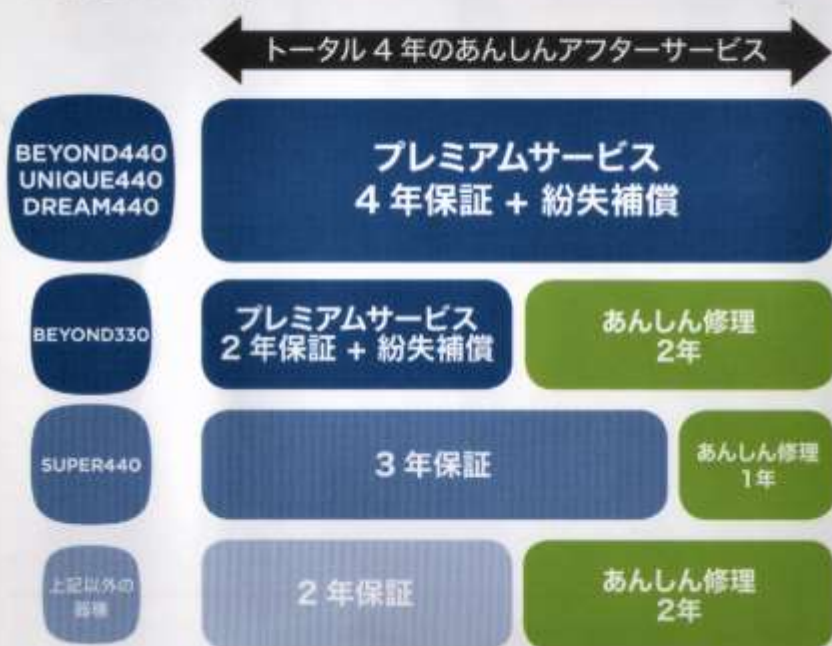 トータル 4 年のあんしんアフターサービス
BEYOND440
UNIQUE440
DREAM440
プレミアムサービス
4 年保証 + 紛失補償
BEYOND330
プレミアムサービス
2 年保証 + 紛失補償
あんしん修理
2年
SUPER440
3 年保証
あんしん修理
1年
上記以外の
器種
2 年保証
あんしん修理
2年